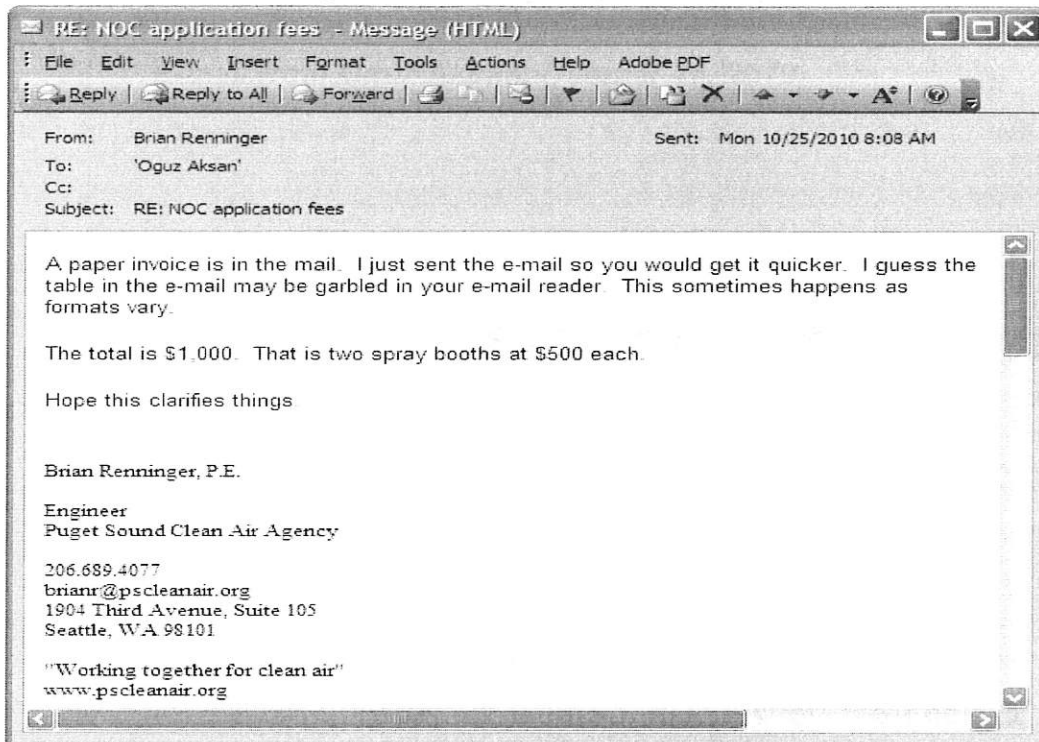 RE: NOC application fees - Message (HTML)
File Edit View Insert Format Tools Actions Help Adobe PDF
Reply Reply to All Forward A
From: Brian Renninger Sent: Mon 10/25/2010 8:08 AM
To: 'Oguz Aksan'
Cc:
Subject: RE: NOC application fees
A paper invoice is in the mail. I just sent the e-mail so you would get it quicker. I guess the
table in the e-mail may be garbled in your e-mail reader. This sometimes happens as
formats vary.
The total is $1,000. That is two spray booths at $500 each.
Hope this clarifies things
Brian Renninger, P.E.
Engineer
Puget Sound Clean Air Agency
206.689.4077
brianr@pscleanair.org
1904 Third Avenue, Suite 105
Seattle, WA 98101
"Working together for clean air"
www.pscleanair.org